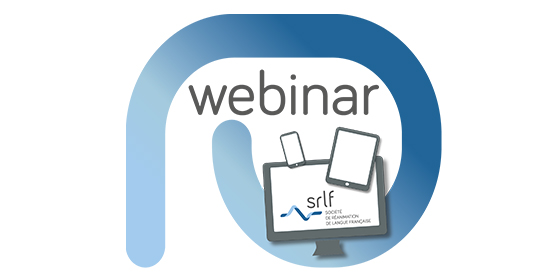 webinar
srlf
SOCIÉTÉ
DE RÉANIMATION
DE LANGUE FRANÇAISE